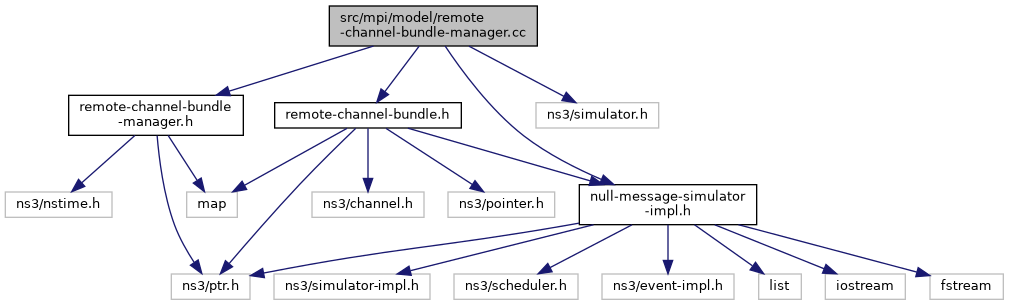 src/mpi/model/remote
-channel-bundle-manager.cc
remote-channel-bundle
-manager.h
remote-channel-bundle.h
ns3/simulator.h
ns3/nstime.h
map
ns3/channel.h
ns3/pointer.h
null-message-simulator
-impl.h
ns3/ptr.h
ns3/simulator-impl.h
ns3/scheduler.h
ns3/event-impl.h
list
iostream
fstream